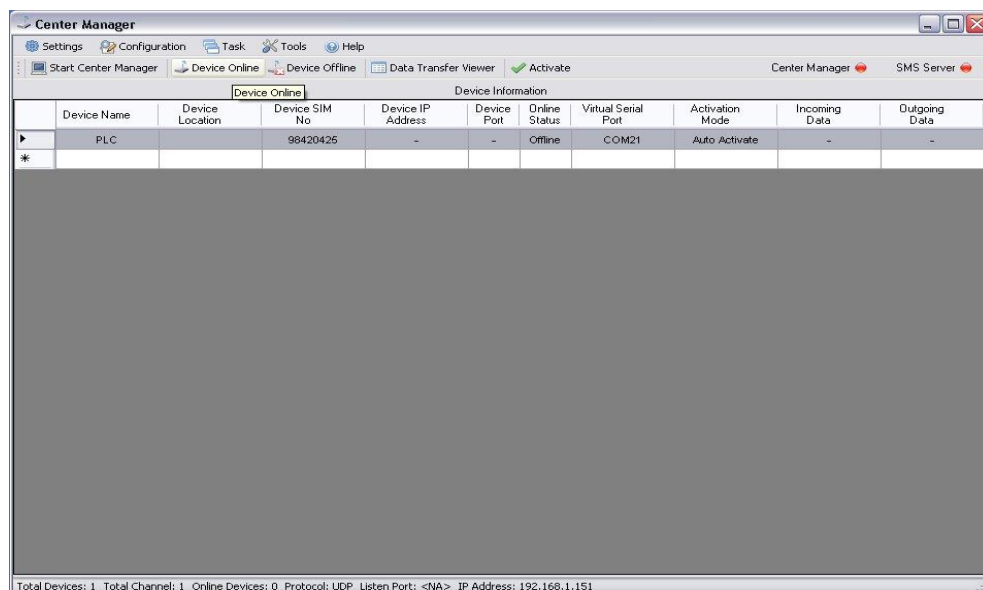 Center Manager
Settings Configuration Task Tools Help
Start Center Manager Device Online Device Offline Data Transfer Viewer Activate Center Manager SMS Server
Device Online
Device Information
Device Name Device Location Device SIM No Device IP Address Device Port Online Status Virtual Serial Port Activation Mode Incoming Data Outgoing Data
PLC 98420425 - - Offline COM21 Auto Activate - -
Total Devices: 1 Total Channel: 1 Online Devices: 0 Protocol: UDP Listen Port: <NA> IP Address: 192.168.1.151